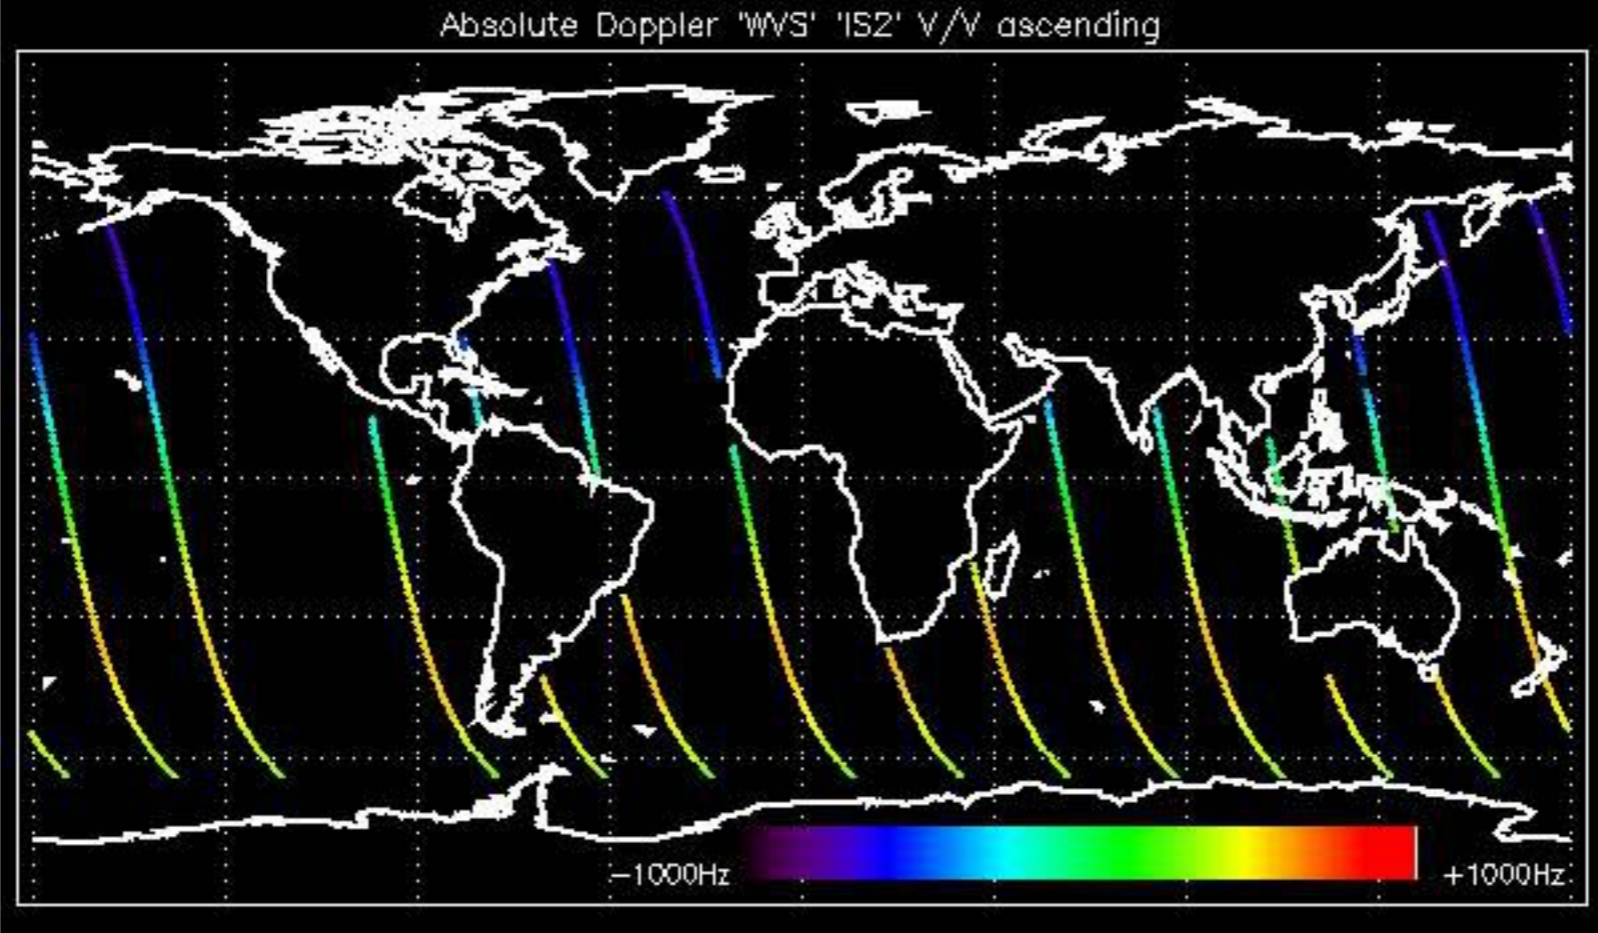 Absolute Doppler 'WVS' 'IS2' V/V ascending
-1000Hz +1000Hz